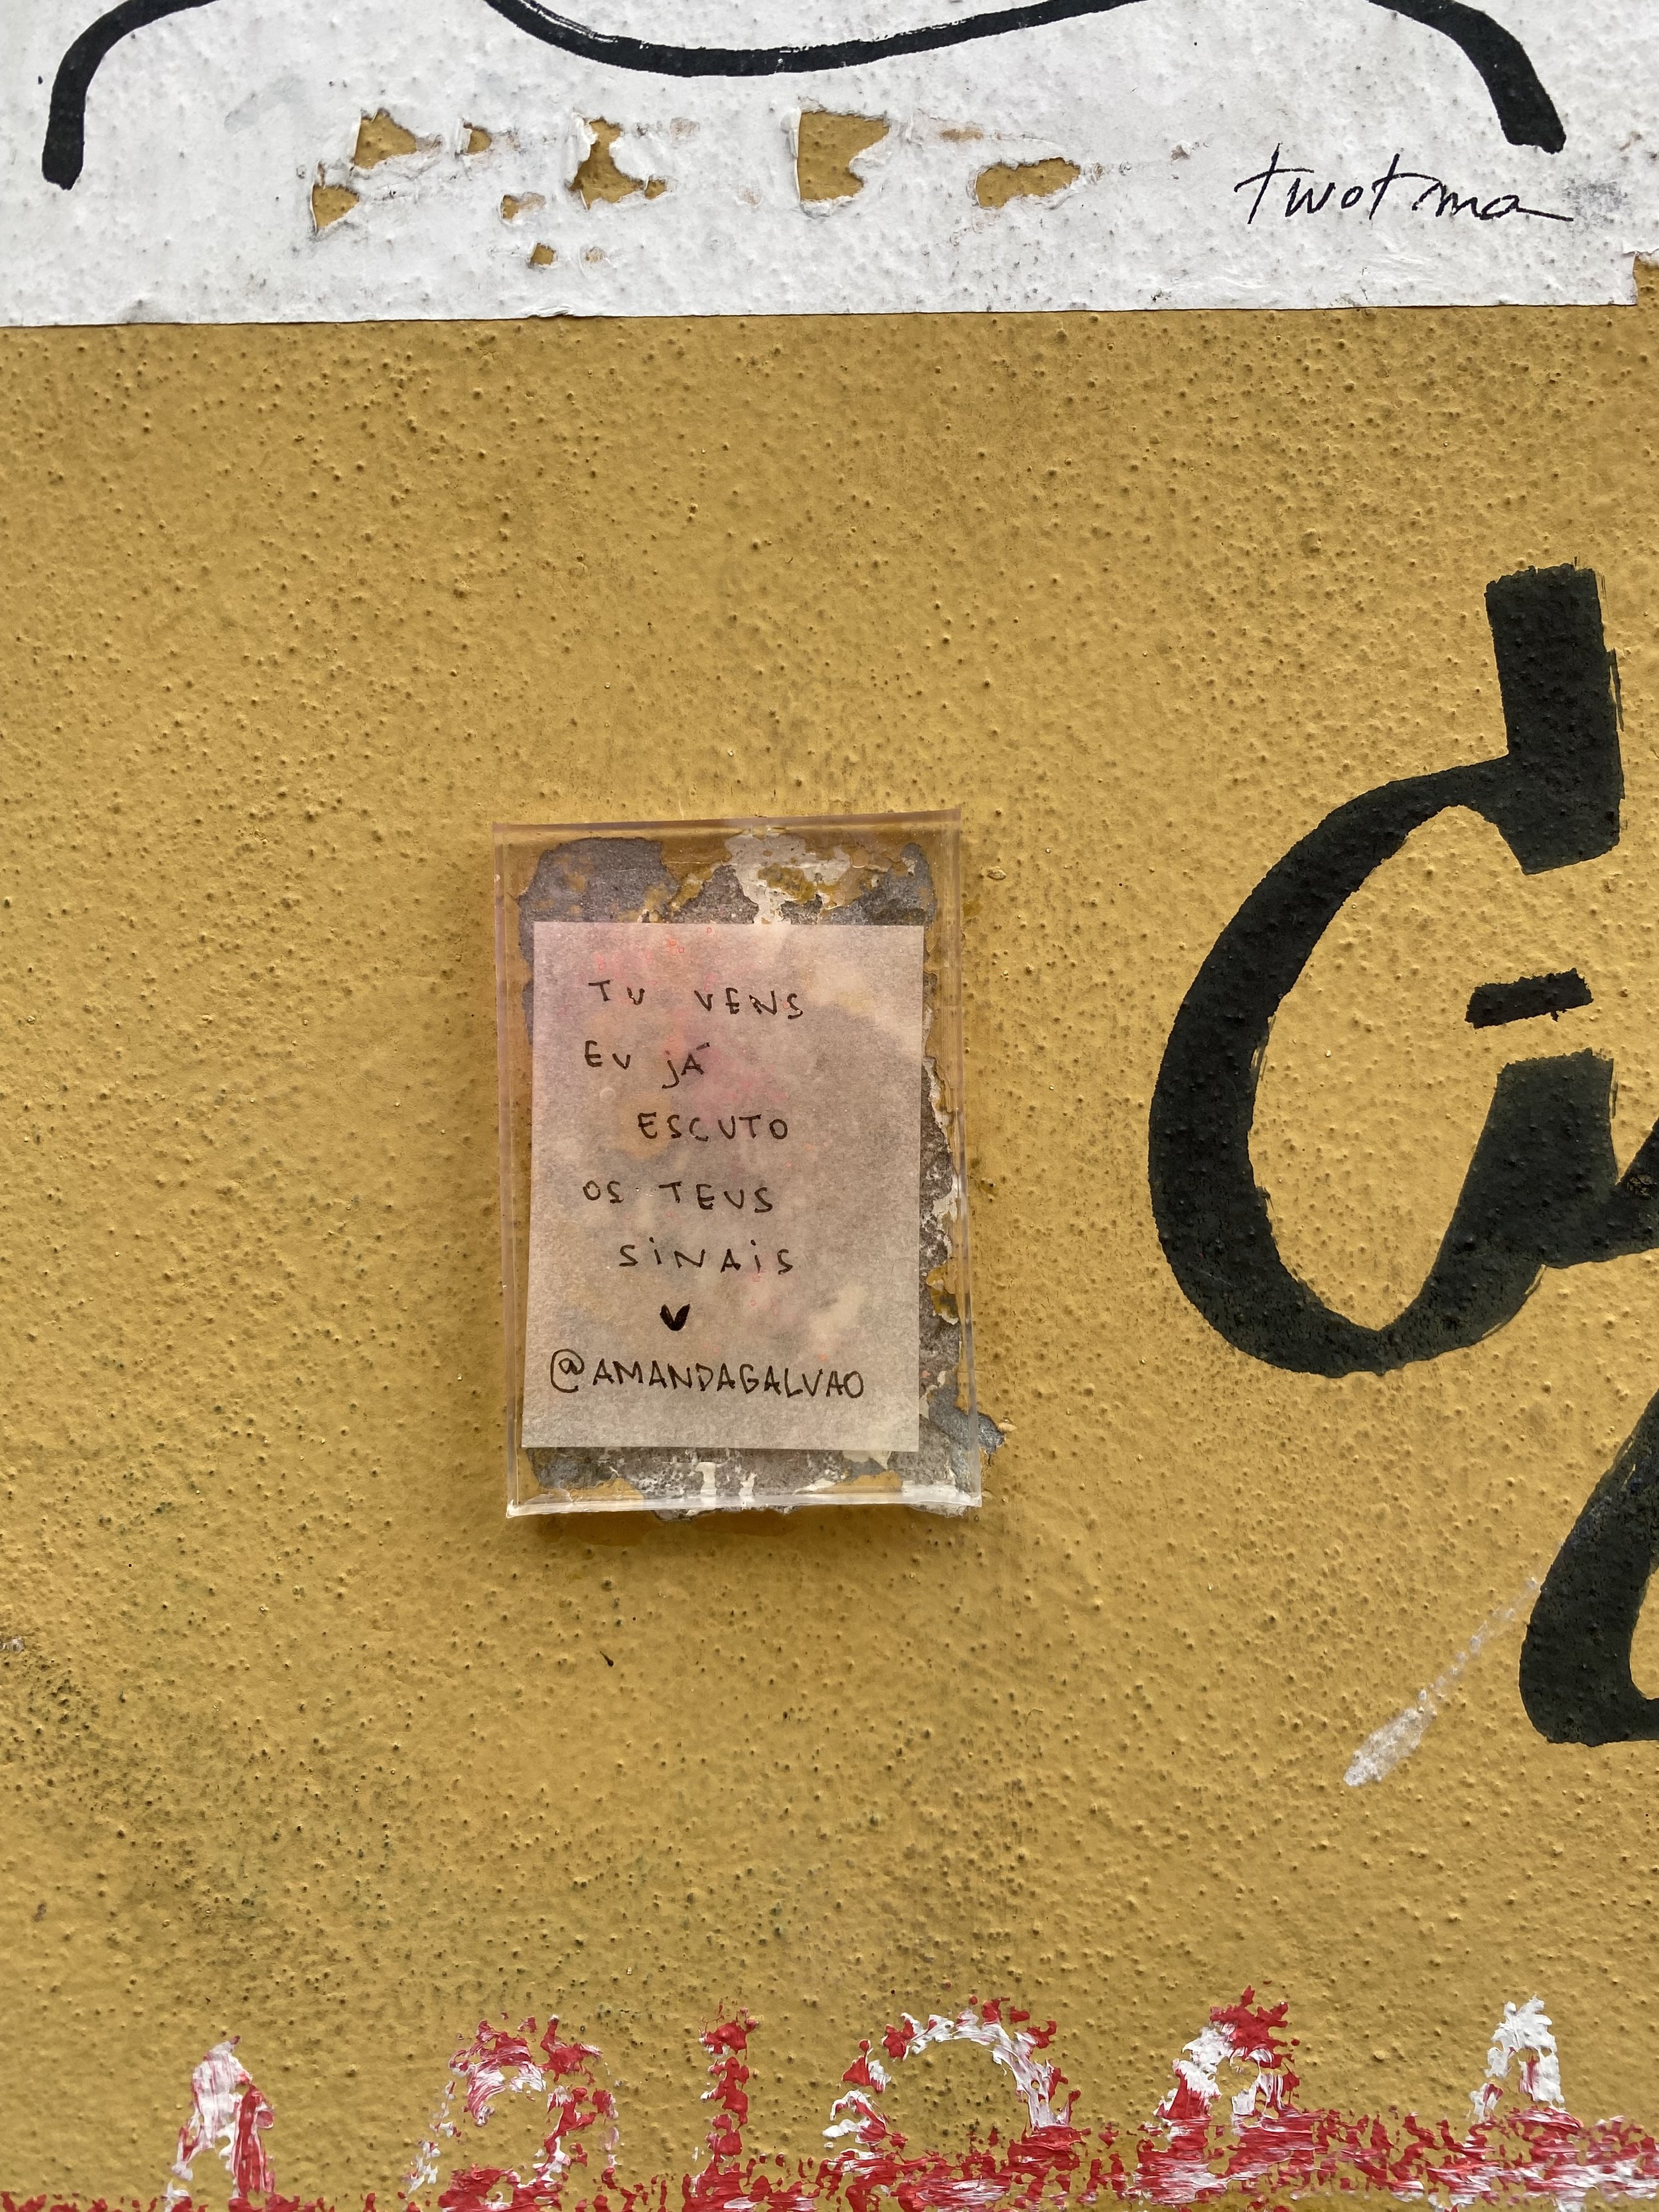 twotma
TU VENS
EU JÁ
ESCUTO
OS TEUS
SiNAiS
@AMANDAGALVAO